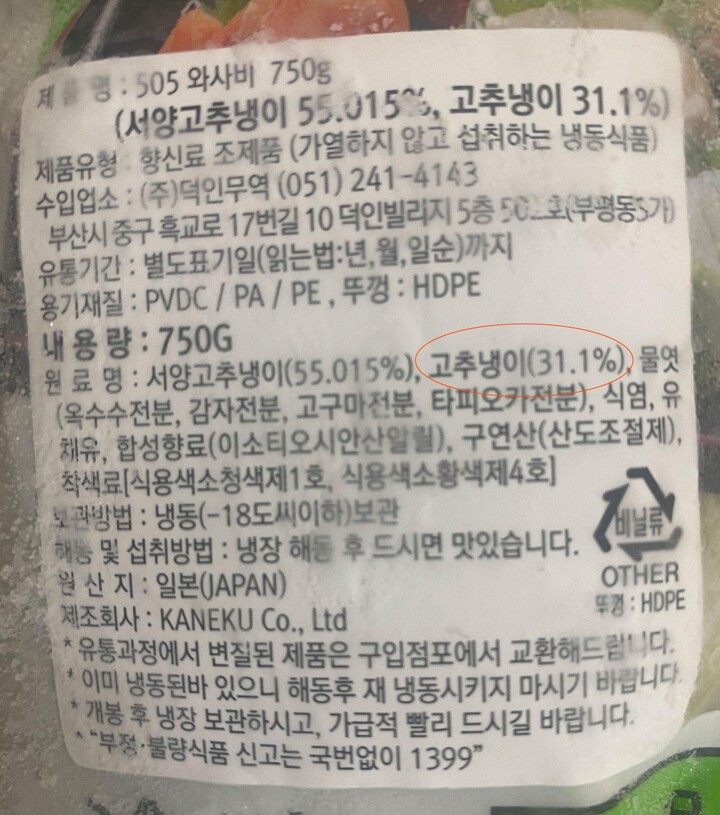 제품명 : 505 와사비 750g
(서양고추냉이 55.015%, 고추냉이 31.1%)
제품유형 : 향신료 조제품 (가열하지 않고 섭취하는 냉동식품)
수입업소 : (주)덕인무역 (051) 241-4143
부산시 중구 흑교로 17번길 10 덕인빌리지 5층 (부평동5가)
유통기간 : 별도표기일(읽는법:년,월,일순)까지
용기재질 : PVDC / PA / PE , 뚜껑 : HDPE
내 용 량 : 750G
원 료 명 : 서양고추냉이(55.015%), 고추냉이(31.1%), 물엿
(옥수수전분, 감자전분, 고구마전분, 타피오카전분), 식염, 유
채유, 합성향료(이소티오시안산알릴), 구연산(산도조절제),
착색료[식용색소청색제1호, 식용색소황색제4호]
보관방법 : 냉동(-18도씨이하)보관
해동 및 섭취방법 : 냉장 해동 후 드시면 맛있습니다.
비닐류
OTHER
뚜껑 : HDPE
원 산 지 : 일본(JAPAN)
제조회사 : KANEKU Co., Ltd
* 유통과정에서 변질된 제품은 구입점포에서 교환해드립니다.
* 이미 냉동된바 있으니 해동후 재 냉동시키지 마시기 바랍니다.
* 개봉 후 냉장 보관하시고, 가급적 빨리 드시길 바랍니다.
* "부정·불량식품 신고는 국번없이 1399"